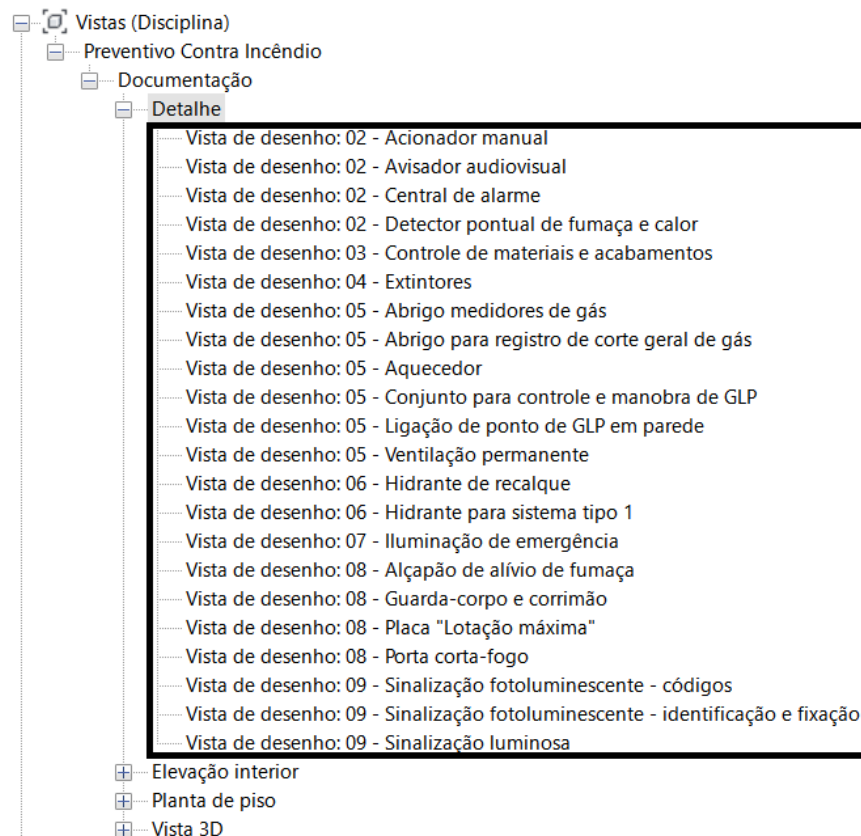 Vistas (Disciplina)
Preventivo Contra Incêndio
Documentação
Detalhe
Vista de desenho: 02 - Acionador manual
Vista de desenho: 02 - Avisador audiovisual
Vista de desenho: 02 - Central de alarme
Vista de desenho: 02 - Detector pontual de fumaça e calor
Vista de desenho: 03 - Controle de materiais e acabamentos
Vista de desenho: 04 - Extintores
Vista de desenho: 05 - Abrigo medidores de gás
Vista de desenho: 05 - Abrigo para registro de corte geral de gás
Vista de desenho: 05 - Aquecedor
Vista de desenho: 05 - Conjunto para controle e manobra de GLP
Vista de desenho: 05 - Ligação de ponto de GLP em parede
Vista de desenho: 05 - Ventilação permanente
Vista de desenho: 06 - Hidrante de recalque
Vista de desenho: 06 - Hidrante para sistema tipo 1
Vista de desenho: 07 - Iluminação de emergência
Vista de desenho: 08 - Alçapão de alívio de fumaça
Vista de desenho: 08 - Guarda-corpo e corrimão
Vista de desenho: 08 - Placa "Lotação máxima"
Vista de desenho: 08 - Porta corta-fogo
Vista de desenho: 09 - Sinalização fotoluminescente - códigos
Vista de desenho: 09 - Sinalização fotoluminescente - identificação e fixação
Vista de desenho: 09 - Sinalização luminosa
Elevação interior
Planta de piso
Vista 3D